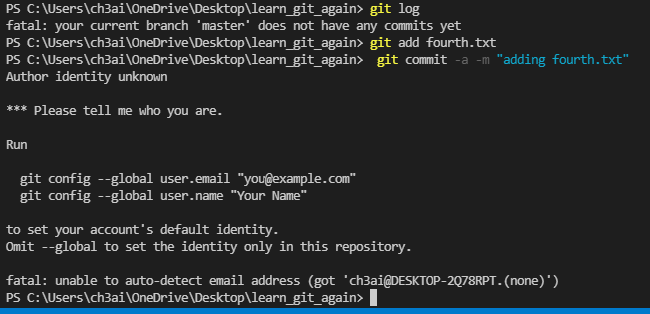 PS C:\Users\ch3ai\OneDrive\Desktop\learn_git_again> git log
fatal: your current branch 'master' does not have any commits yet
PS C:\Users\ch3ai\OneDrive\Desktop\learn_git_again> git add fourth.txt
PS C:\Users\ch3ai\OneDrive\Desktop\learn_git_again>  git commit -a -m "adding fourth.txt"
Author identity unknown

*** Please tell me who you are.

Run

  git config --global user.email "you@example.com"
  git config --global user.name "Your Name"

to set your account's default identity.
Omit --global to set the identity only in this repository.

fatal: unable to auto-detect email address (got 'ch3ai@DESKTOP-2Q78RPT.(none)')
PS C:\Users\ch3ai\OneDrive\Desktop\learn_git_again>